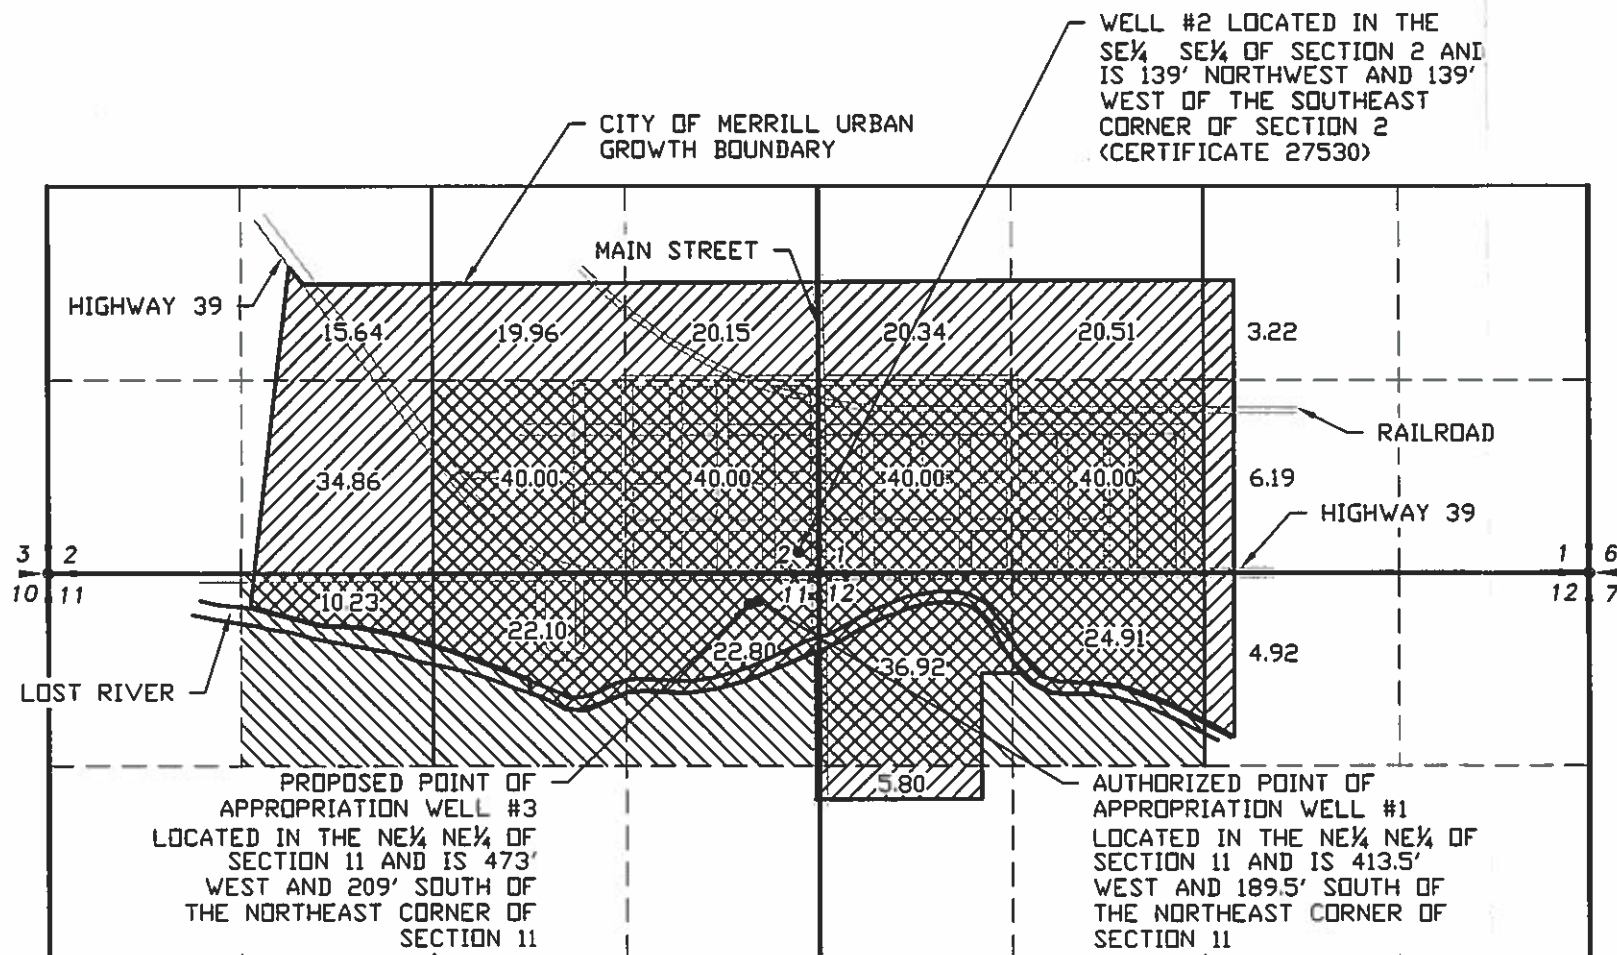 WELL #2 LOCATED IN THE
SE¼ SE¼ OF SECTION 2 AND
IS 139' NORTHWEST AND 139'
WEST OF THE SOUTHEAST
CORNER OF SECTION 2
(CERTIFICATE 27530)
CITY OF MERRILL URBAN
GROWTH BOUNDARY
MAIN STREET
HIGHWAY 39
15.64 19.96 20.15 20.34 20.51 3.22
RAILROAD
34.86 40.00 40.00 40.00 40.00 6.19
HIGHWAY 39
3 2 2 1 1 6
10 11 11 12 12 7
10.23 22.10 22.80 36.92 24.91 4.92
LOST RIVER
5.80
PROPOSED POINT OF
APPROPRIATION WELL #3
LOCATED IN THE NE¼ NE¼ OF
SECTION 11 AND IS 473'
WEST AND 209' SOUTH OF
THE NORTHEAST CORNER OF
SECTION 11
AUTHORIZED POINT OF
APPROPRIATION WELL #1
LOCATED IN THE NE¼ NE¼ OF
SECTION 11 AND IS 413.5'
WEST AND 189.5' SOUTH OF
THE NORTHEAST CORNER OF
SECTION 11